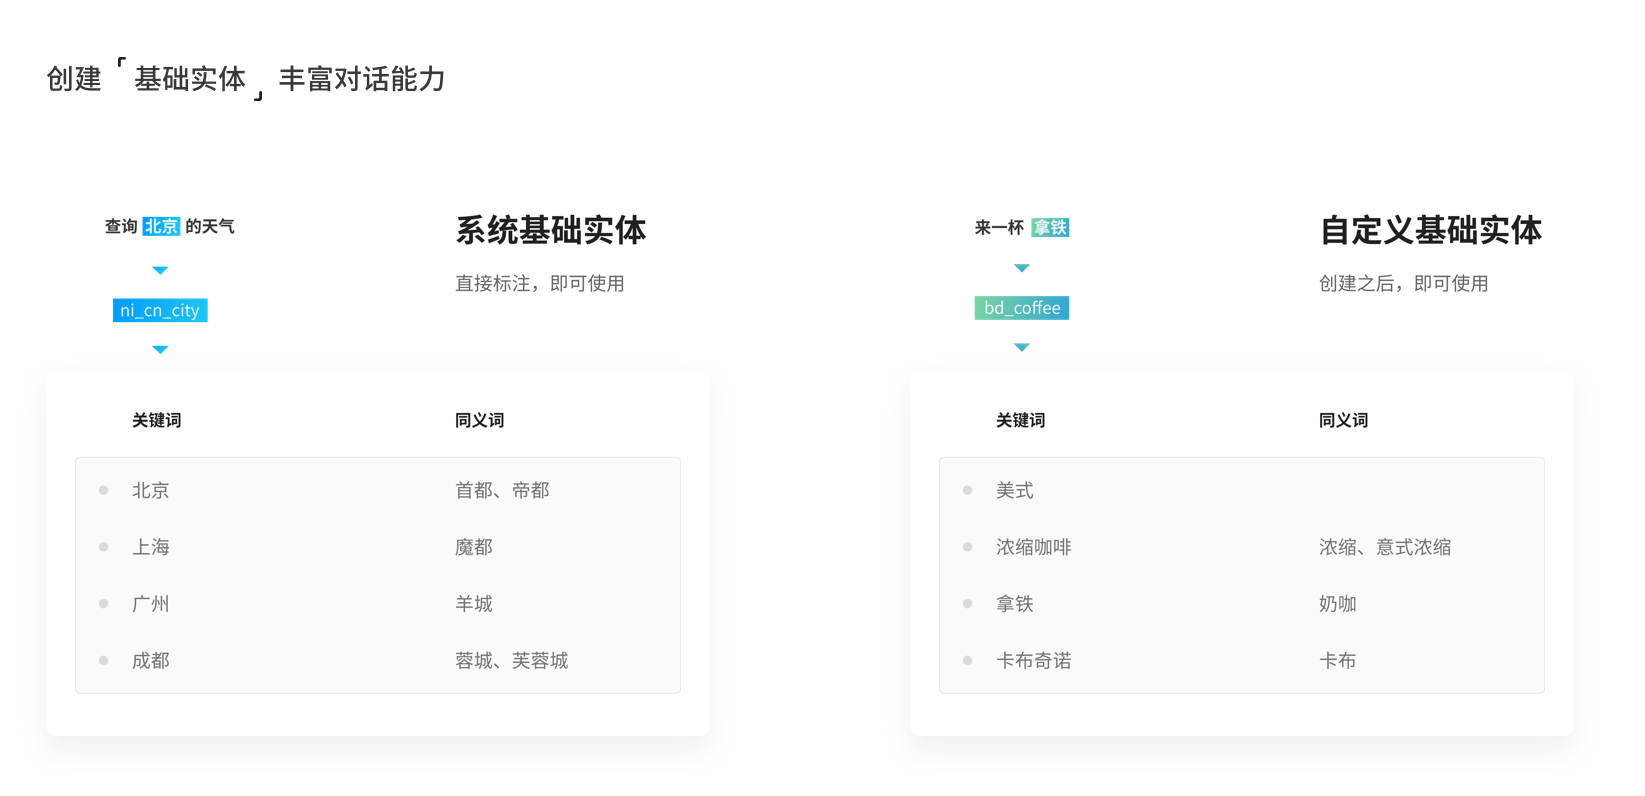 创建「基础实体」丰富对话能力
查询 北京 的天气
ni_cn_city
系统基础实体
直接标注，即可使用
关键词 同义词
北京 首都、帝都
上海 魔都
广州 羊城
成都 蓉城、芙蓉城
来一杯 拿铁
bd_coffee
自定义基础实体
创建之后，即可使用
关键词 同义词
美式
浓缩咖啡 浓缩、意式浓缩
拿铁 奶咖
卡布奇诺 卡布